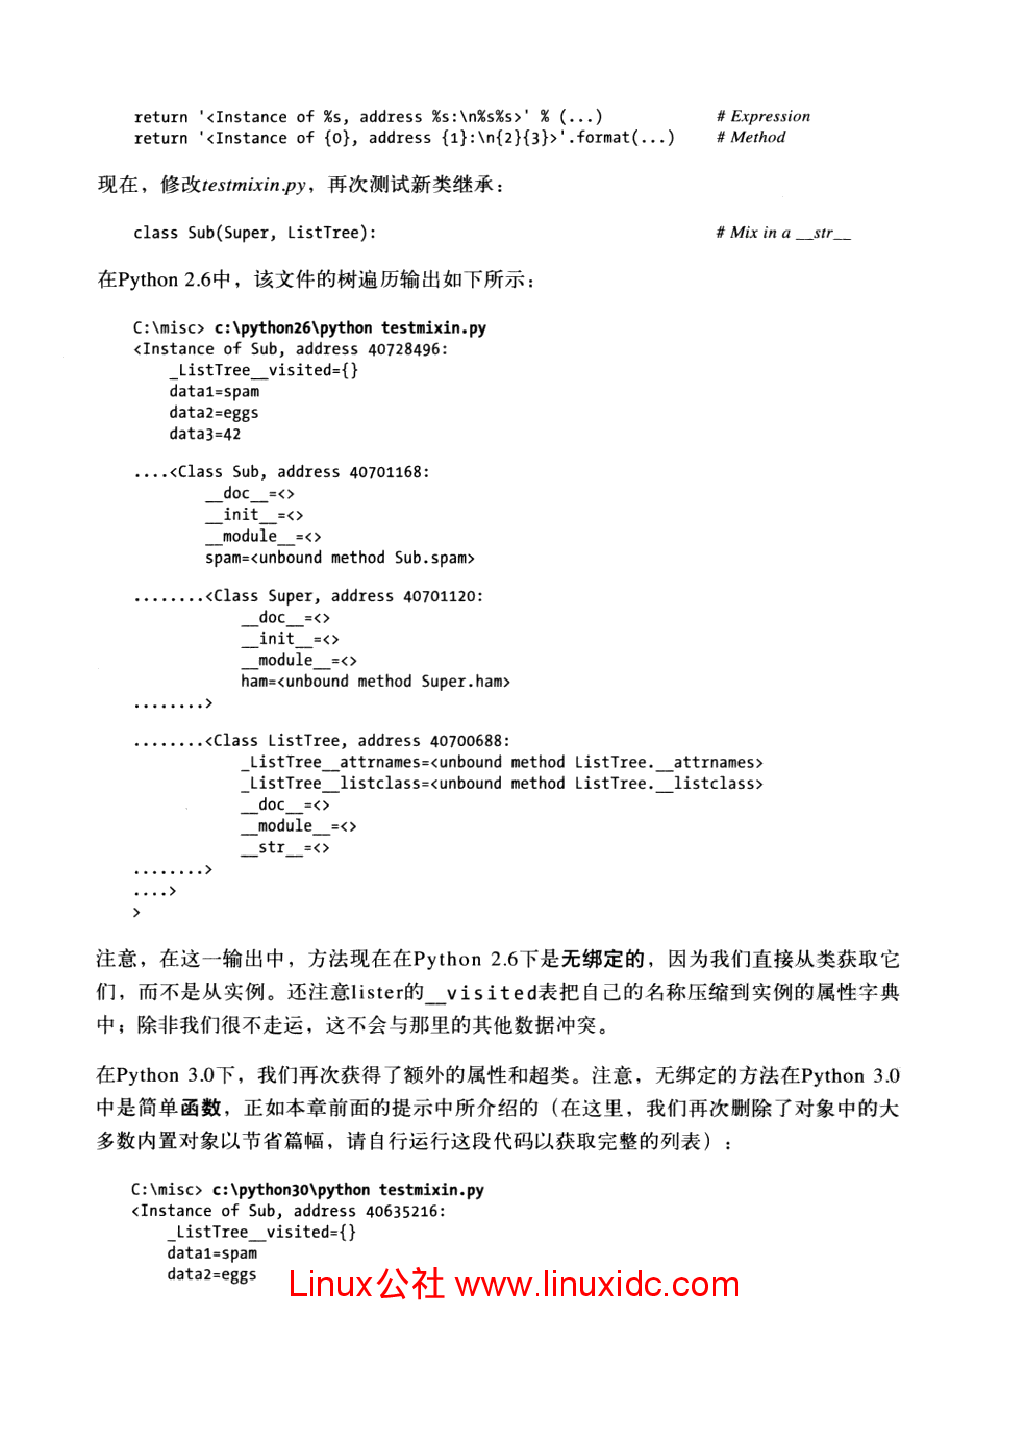 return '<Instance of %s, address %s:\n%s%s>' % (...) # Expression
return '<Instance of {0}, address {1}:\n{2}{3}>'.format(...) # Method
现在，修改testmixin.py，再次测试新类继承：
class Sub(Super, ListTree): # Mix in a __str__
在Python 2.6中，该文件的树遍历输出如下所示：
C:\misc> c:\python26\python testmixin.py
<Instance of Sub, address 40728496:
_ListTree__visited={}
data1=spam
data2=eggs
data3=42
....<Class Sub, address 40701168:
__doc__=<>
__init__=<>
__module__=<>
spam=<unbound method Sub.spam>
........<Class Super, address 40701120:
__doc__=<>
__init__=<>
__module__=<>
ham=<unbound method Super.ham>
........>
........<Class ListTree, address 40700688:
_ListTree__attrnames=<unbound method ListTree.__attrnames>
_ListTree__listclass=<unbound method ListTree.__listclass>
__doc__=<>
__module__=<>
__str__=<>
........>
....>
>
注意，在这一输出中，方法现在在Python 2.6下是无绑定的，因为我们直接从类获取它
们，而不是从实例。还注意lister的__visited表把自己的名称压缩到实例的属性字典
中；除非我们很不走运，这不会与那里的其他数据冲突。
在Python 3.0下，我们再次获得了额外的属性和超类。注意，无绑定的方法在Python 3.0
中是简单函数，正如本章前面的提示中所介绍的（在这里，我们再次删除了对象中的大
多数内置对象以节省篇幅，请自行运行这段代码以获取完整的列表）：
C:\misc> c:\python30\python testmixin.py
<Instance of Sub, address 40635216:
_ListTree__visited={}
data1=spam
data2=eggs
Linux公社 www.linuxidc.com